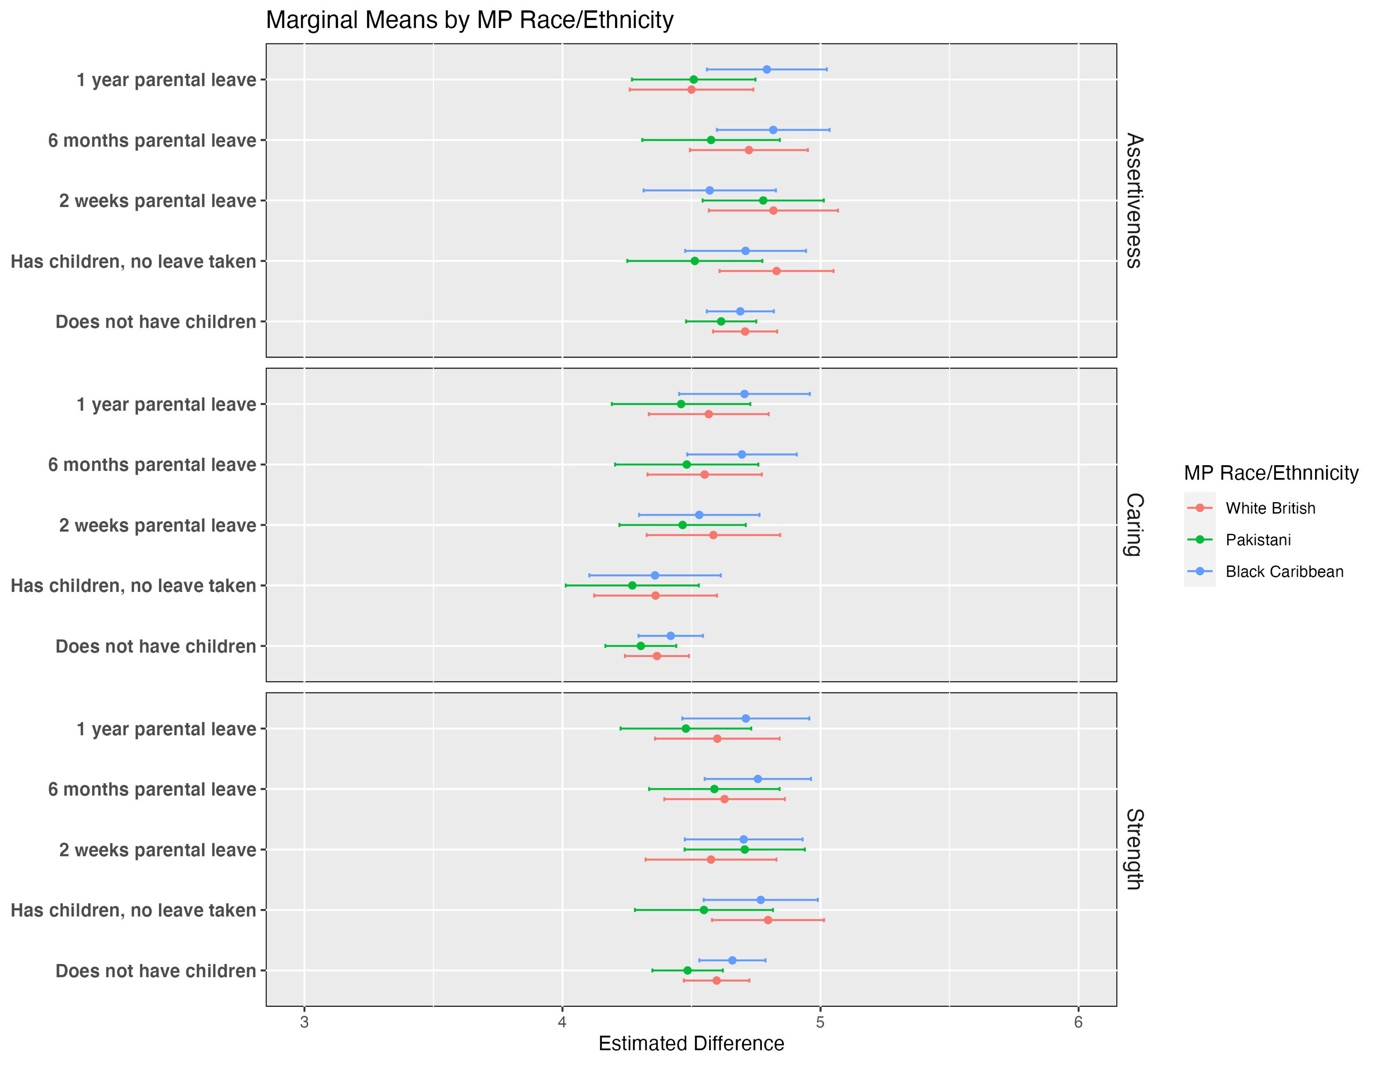 Marginal Means by MP Race/Ethnicity
1 year parental leave
6 months parental leave
2 weeks parental leave
Has children, no leave taken
Does not have children
Assertiveness
1 year parental leave
6 months parental leave
2 weeks parental leave
Has children, no leave taken
Does not have children
Caring
1 year parental leave
6 months parental leave
2 weeks parental leave
Has children, no leave taken
Does not have children
Strength
3
4
5
6
Estimated Difference
MP Race/Ethnnicity
White British
Pakistani
Black Caribbean